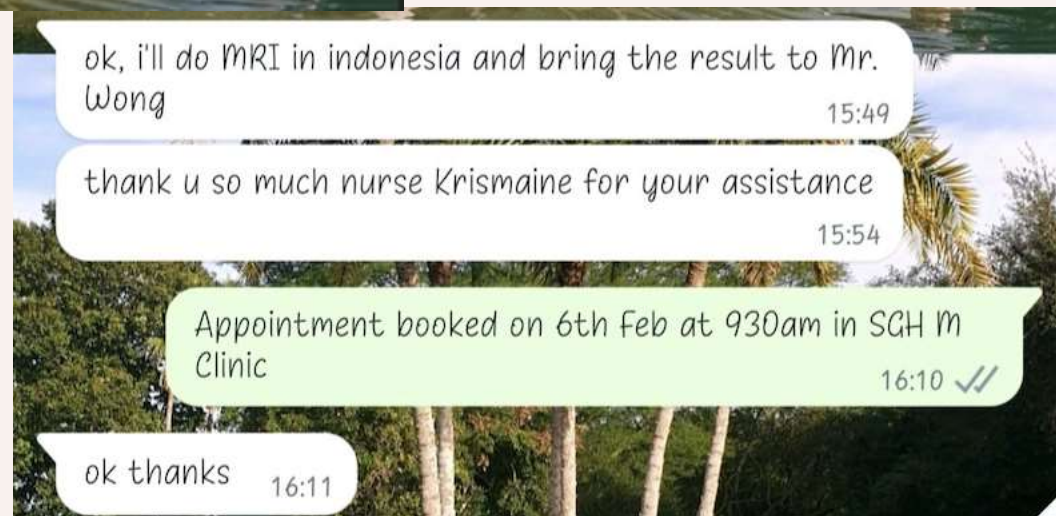 ok, i'll do MRI in indonesia and bring the result to Mr.
Wong
15:49
thank u so much nurse Krismaine for your assistance
15:54
Appointment booked on 6th Feb at 930am in SGH M
Clinic
16:10
ok thanks
16:11